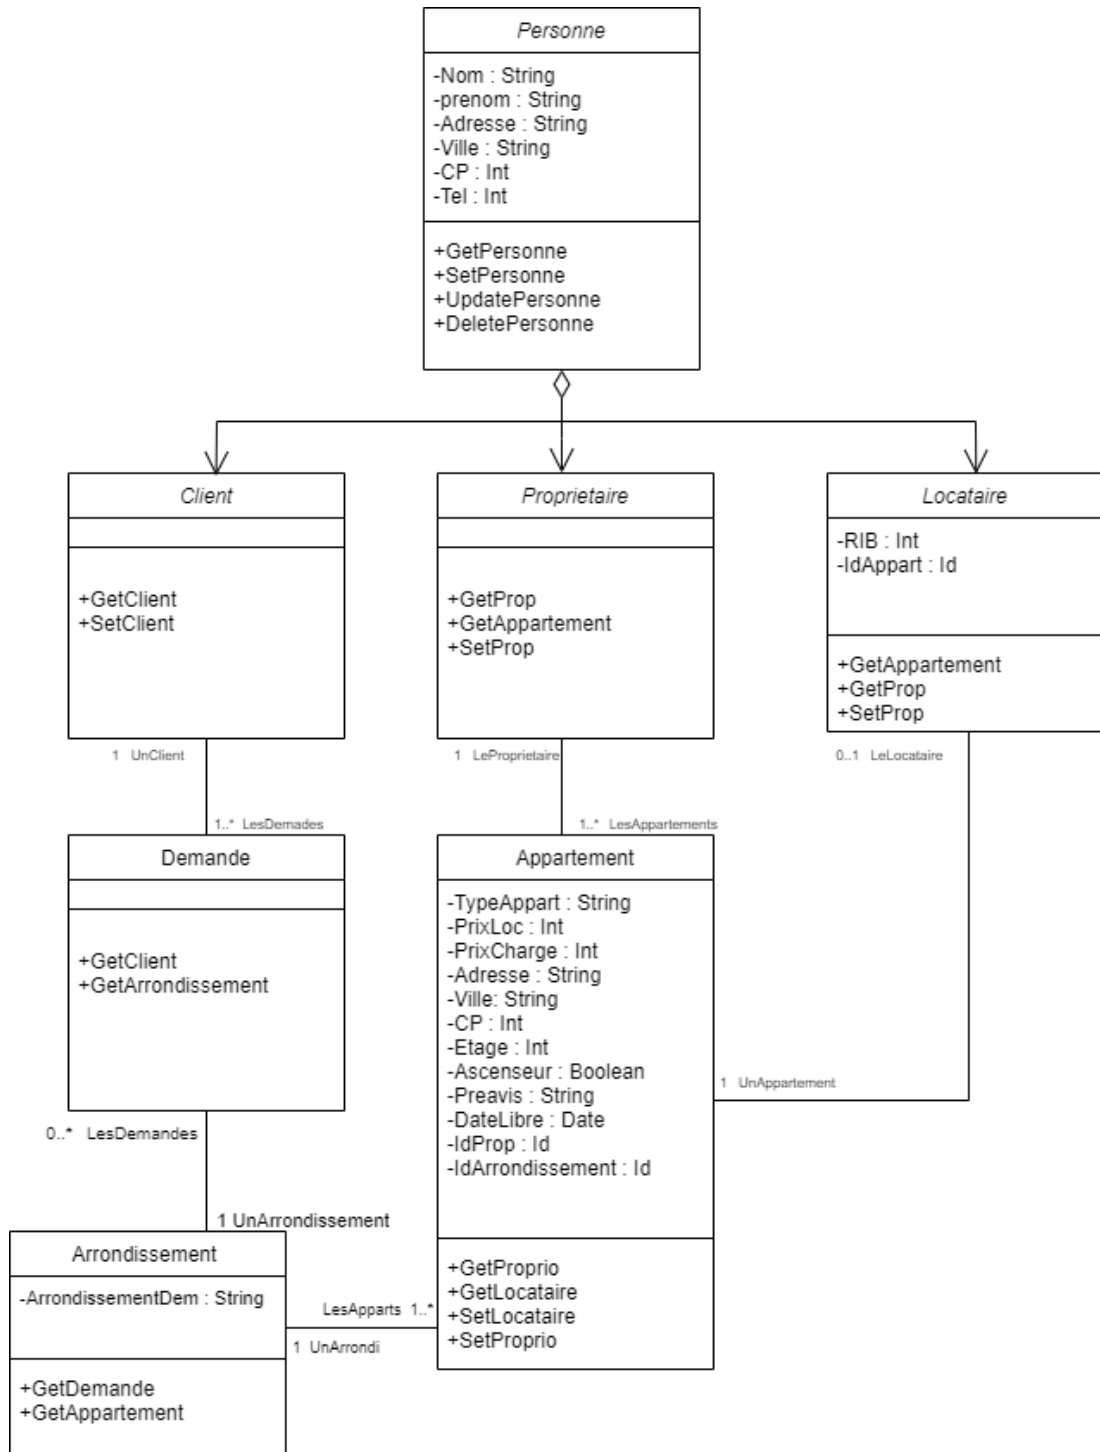 Personne
-Nom : String
-prenom : String
-Adresse : String
-Ville : String
-CP : Int
-Tel : Int
+GetPersonne
+SetPersonne
+UpdatePersonne
+DeletePersonne
Client
+GetClient
+SetClient
Proprietaire
+GetProp
+GetAppartement
+SetProp
Locataire
-RIB : Int
-IdAppart : Id
+GetAppartement
+GetProp
+SetProp
1 UnClient
1 LeProprietaire
0..1 LeLocataire
1..* LesDemades
1..* LesAppartements
Demande
+GetClient
+GetArrondissement
Appartement
-TypeAppart : String
-PrixLoc : Int
-PrixCharge : Int
-Adresse : String
-Ville: String
-CP : Int
-Etage : Int
-Ascenseur : Boolean
-Preavis : String
-DateLibre : Date
-IdProp : Id
-IdArrondissement : Id
+GetProprio
+GetLocataire
+SetLocataire
+SetProprio
1 UnAppartement
0..* LesDemandes
1 UnArrondissement
Arrondissement
-ArrondissementDem : String
+GetDemande
+GetAppartement
LesApparts 1..*
1 UnArrondi